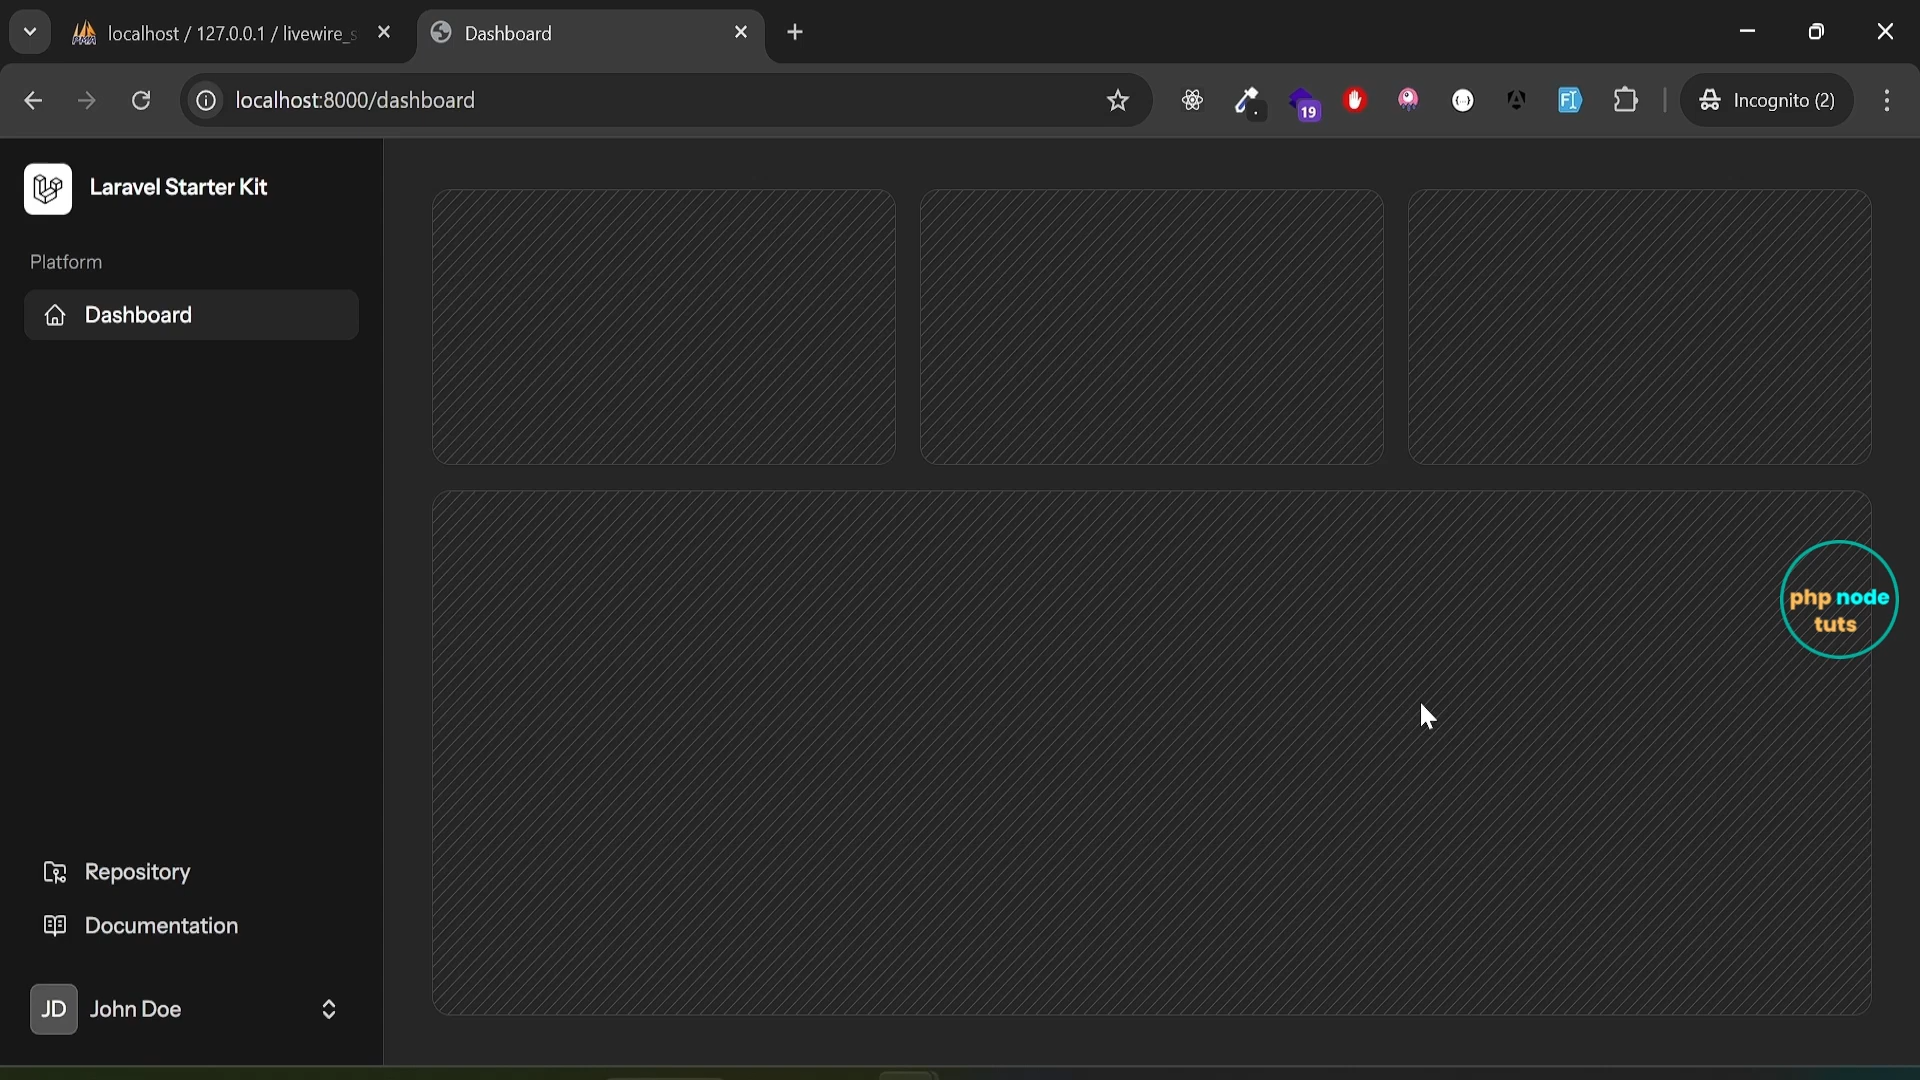 localhost / 127.0.0.1 / livewire_s
Dashboard
localhost:8000/dashboard
19
FI
Incognito (2)
Laravel Starter Kit
Platform
Dashboard
php node
tuts
Repository
Documentation
JD John Doe